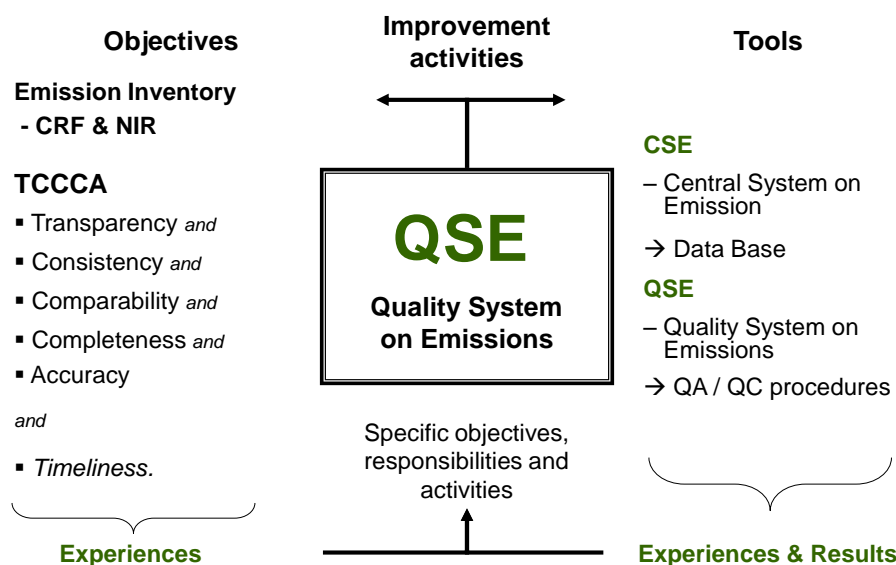 Objectives
Emission Inventory
- CRF & NIR
TCCCA
▪ Transparency and
▪ Consistency and
▪ Comparability and
▪ Completeness and
▪ Accuracy
and
▪ Timeliness.
Experiences
Improvement
activities
QSE
Quality System
on Emissions
Specific objectives,
responsibilities and
activities
Tools
CSE
– Central System on
Emission
→ Data Base
QSE
– Quality System on
Emissions
→ QA / QC procedures
Experiences & Results